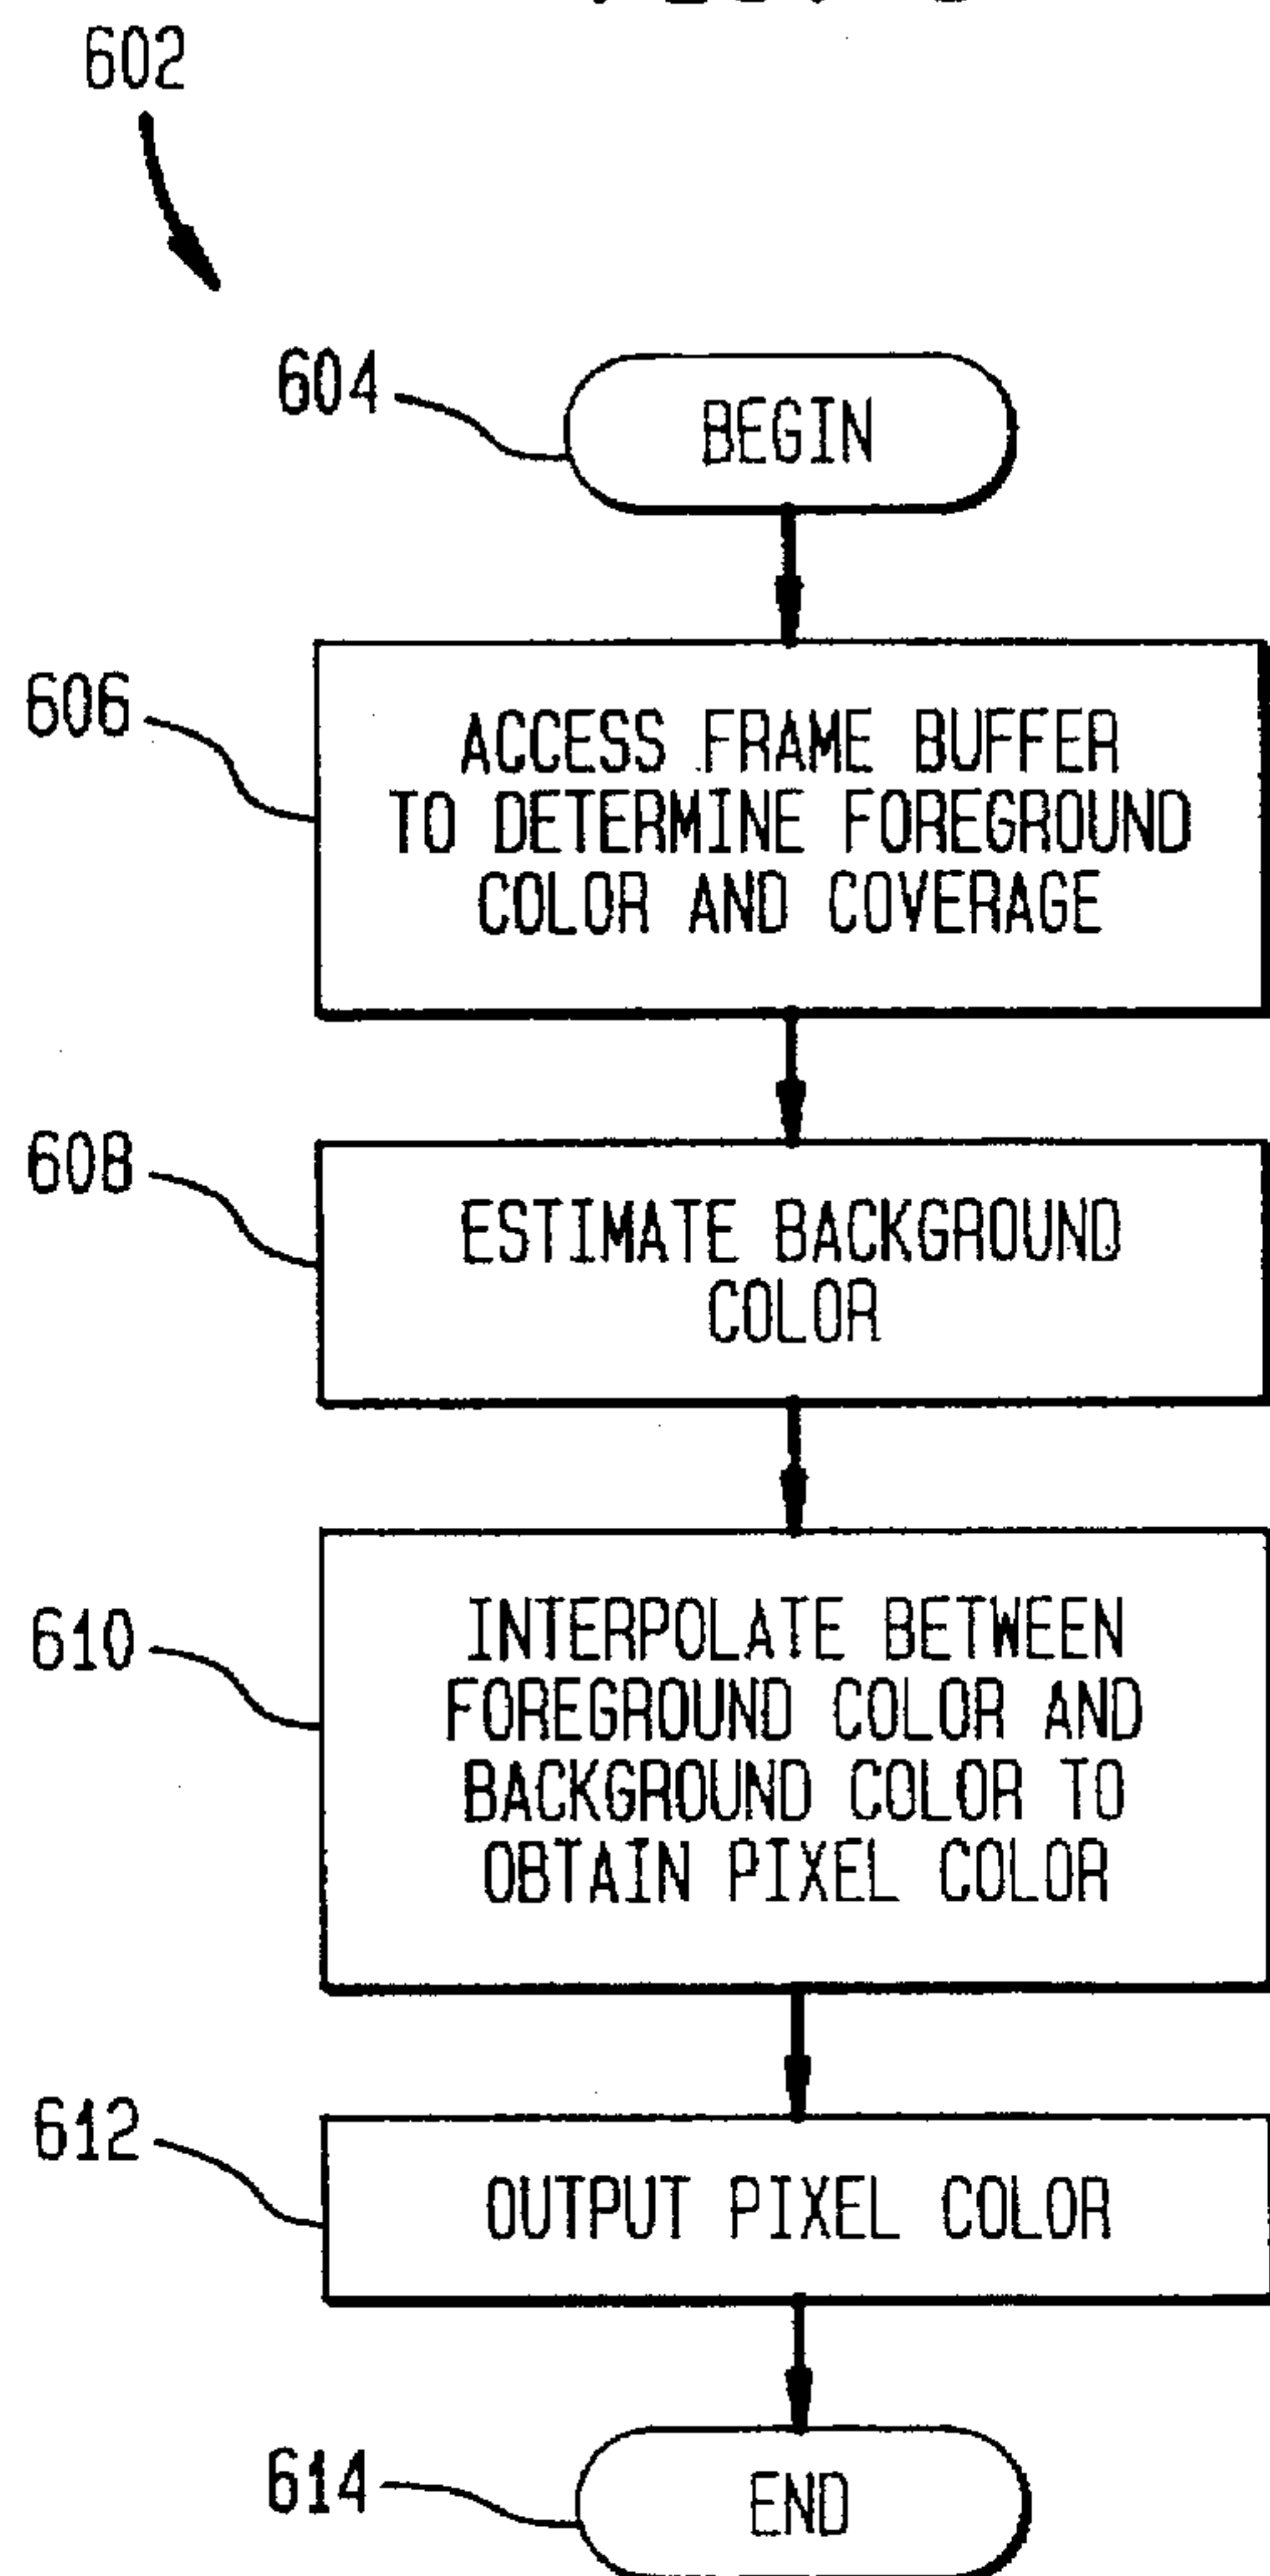 602
604
BEGIN
606
ACCESS FRAME BUFFER
TO DETERMINE FOREGROUND
COLOR AND COVERAGE
608
ESTIMATE BACKGROUND
COLOR
610
INTERPOLATE BETWEEN
FOREGROUND COLOR AND
BACKGROUND COLOR TO
OBTAIN PIXEL COLOR
612
OUTPUT PIXEL COLOR
614
END